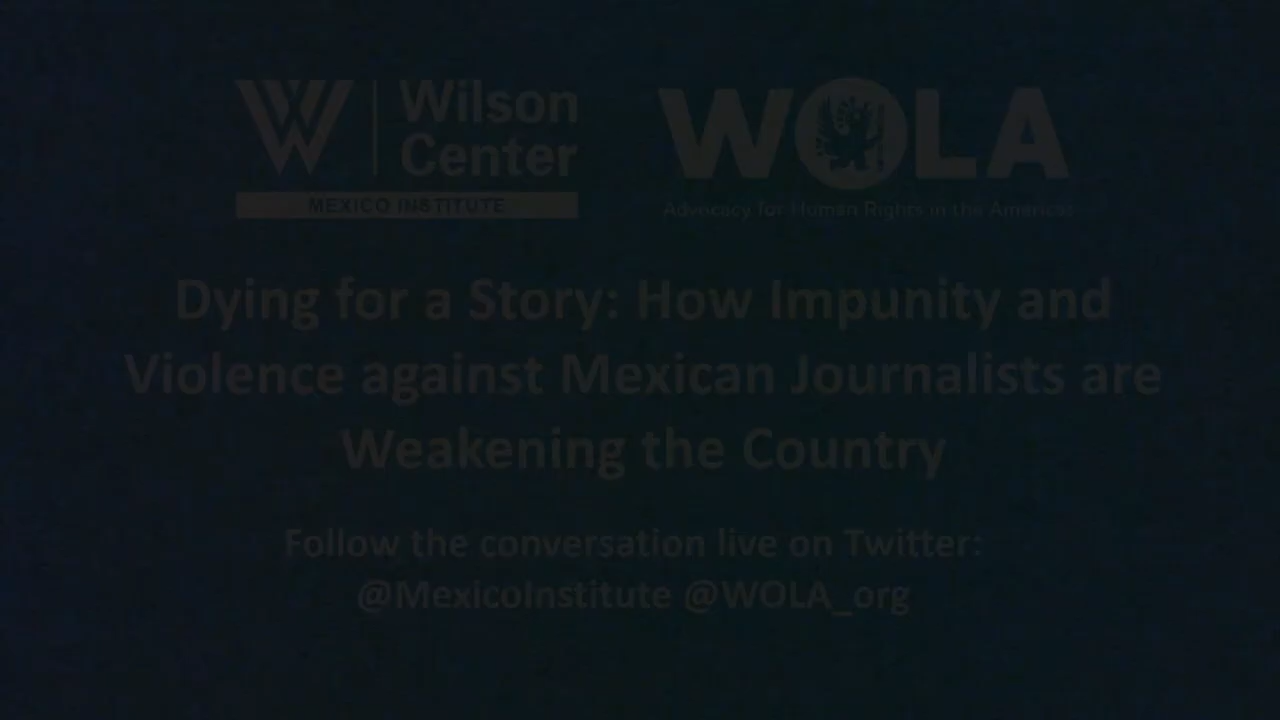 Wilson
Center
MEXICO INSTITUTE
WOLA
Advocacy for Human Rights in the Americas
Dying for a Story: How Impunity and
Violence against Mexican Journalists are
Weakening the Country
Follow the conversation live on Twitter:
@MexicoInstitute @WOLA_org